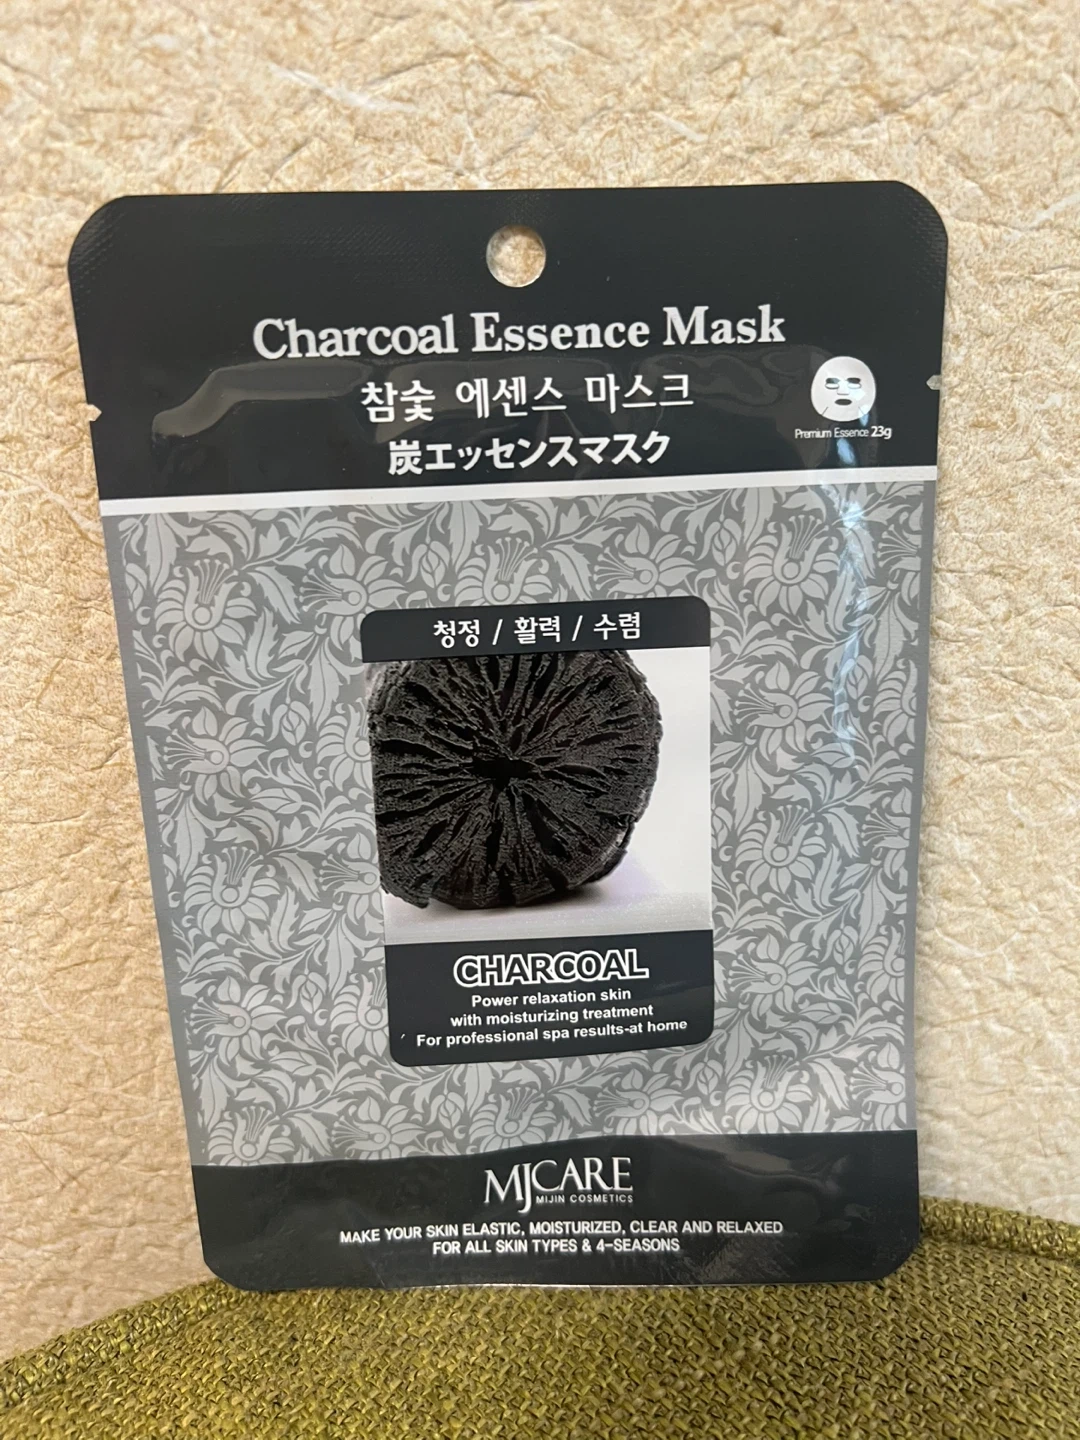 Charcoal Essence Mask
참숯 에센스 마스크
炭エッセンスマスク
Premium Essence 23g
청정 / 활력 / 수렴
CHARCOAL
Power relaxation skin
with moisturizing treatment
For professional spa results-at home
MJCARE
MIJIN COSMETICS
MAKE YOUR SKIN ELASTIC, MOISTURIZED, CLEAR AND RELAXED
FOR ALL SKIN TYPES & 4-SEASONS